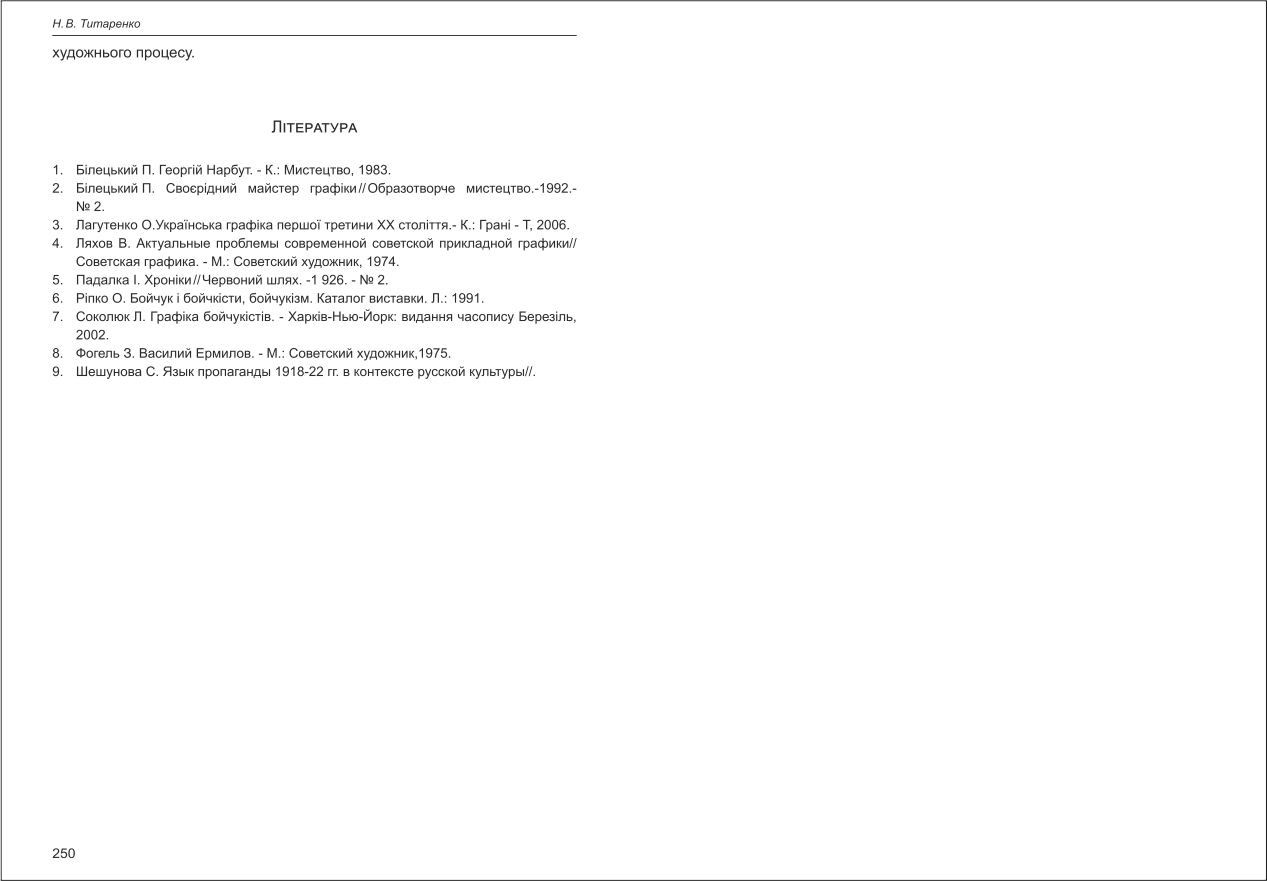 Н. В. Титаренко
художнього процесу.
Література
1. Білецький П. Георгій Нарбут. - К.: Мистецтво, 1983.
2. Білецький П. Своєрідний майстер графіки//Образотворче мистецтво.-1992.-
№ 2.
3. Лагутенко О.Українська графіка першої третини XX століття.- К.: Грані - Т, 2006.
4. Ляхов В. Актуальные проблемы современной советской прикладной графики//
Советская графика. - М.: Советский художник, 1974.
5. Падалка І. Хроніки//Червоний шлях. -1 926. - № 2.
6. Ріпко О. Бойчук і бойчкісти, бойчукізм. Каталог виставки. Л.: 1991.
7. Соколюк Л. Графіка бойчукістів. - Харків-Нью-Йорк: видання часопису Березіль,
2002.
8. Фогель З. Василий Ермилов. - М.: Советский художник,1975.
9. Шешунова С. Язык пропаганды 1918-22 гг. в контексте русской культуры//.
250